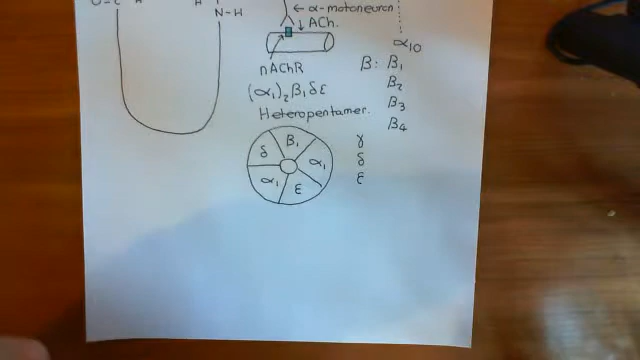 O-C H H
N-H
← α-motoneuron
↓ ACh.
α10
nAChR
β: β1
(α1)2 β1 δ ε
β2
Heteropentamer.
β3
β4
β1
γ
δ
α1
δ
α1
ε
ε